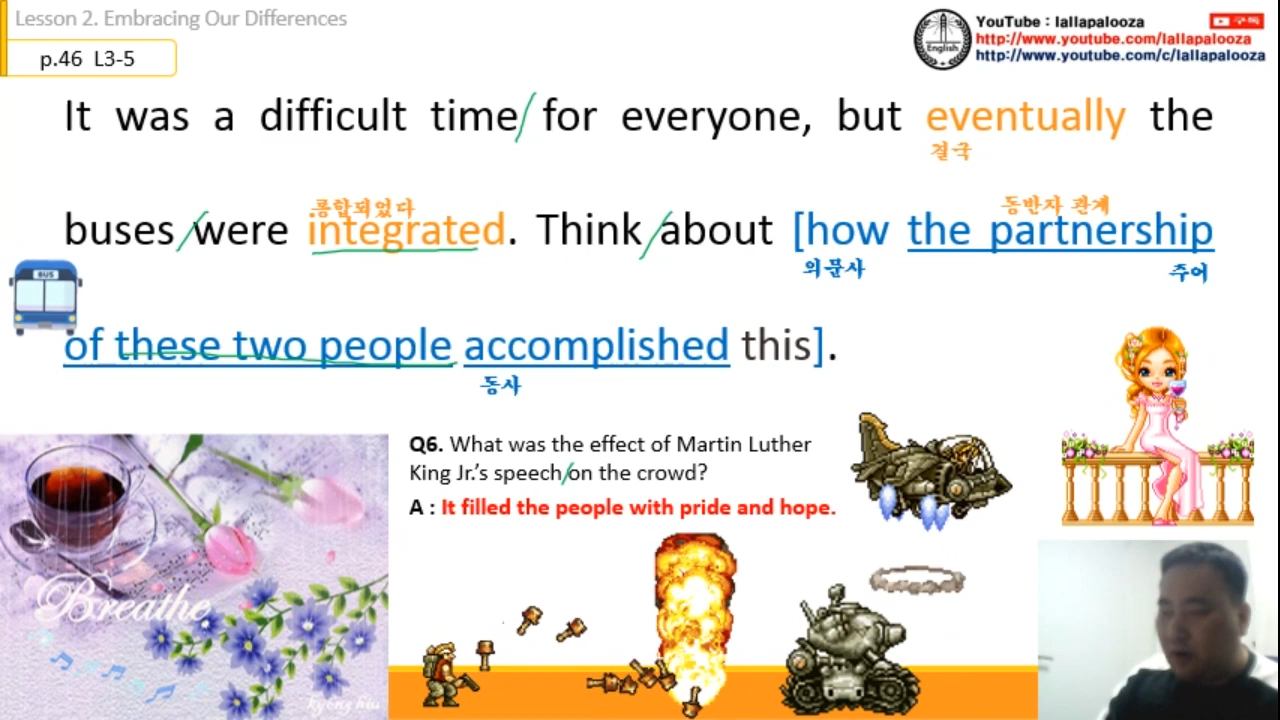 Lesson 2. Embracing Our Differences
p.46 L3-5
English
YouTube : lallapalooza
구독
http://www.youtube.com/lallapalooza
http://www.youtube.com/c/lallapalooza
It was a difficult time/ for everyone, but eventually the
결국
통합되었다
동반자 관계
buses /were integrated. Think /about [how the partnership
의문사
주어
BUS
of these two people accomplished this].
동사
Q6. What was the effect of Martin Luther
King Jr.’s speech/on the crowd?
A : It filled the people with pride and hope.
Breathe